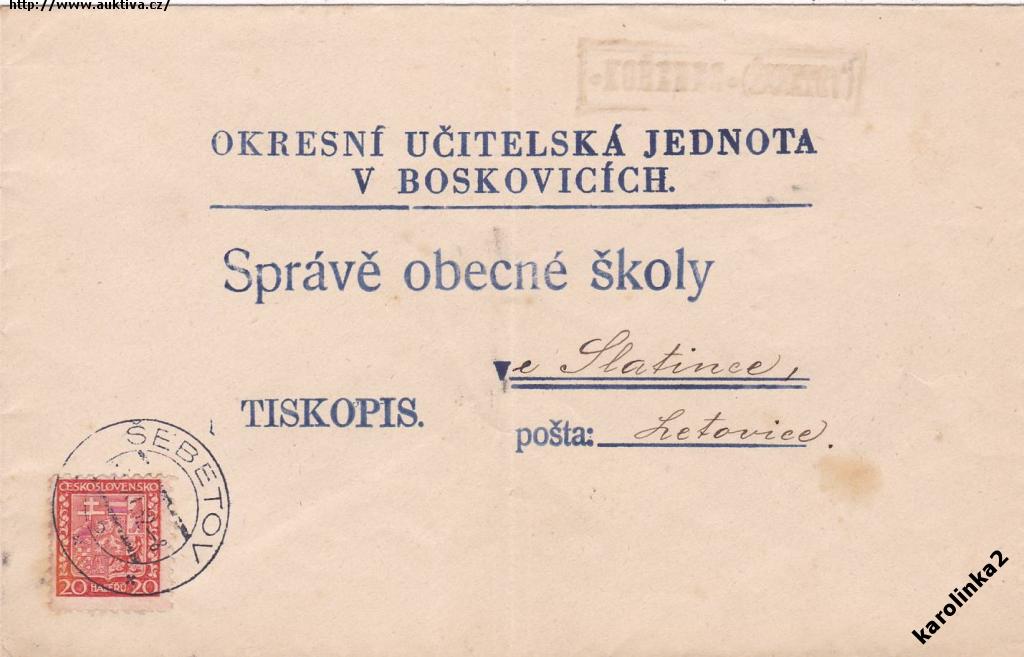 http://www.auktiva.cz/
OKRESNÍ UČITELSKÁ JEDNOTA
V BOSKOVICÍCH.
Správě obecné školy
ve Slatince,
TISKOPIS.
pošta: Letovice.
ŠEBETOV
ČESKOSLOVENSKO
20 HALÉŘŮ 20
karolinka2